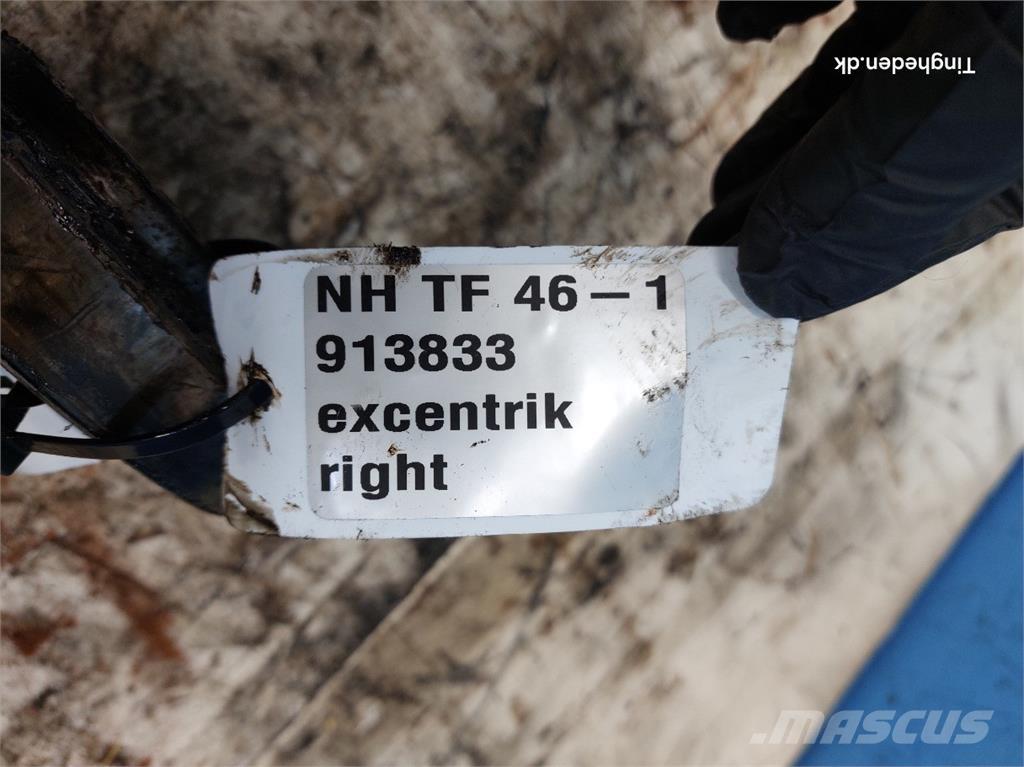 Tingheden.dk
NH TF 46-1
913833
excentrik
right
MASCUS